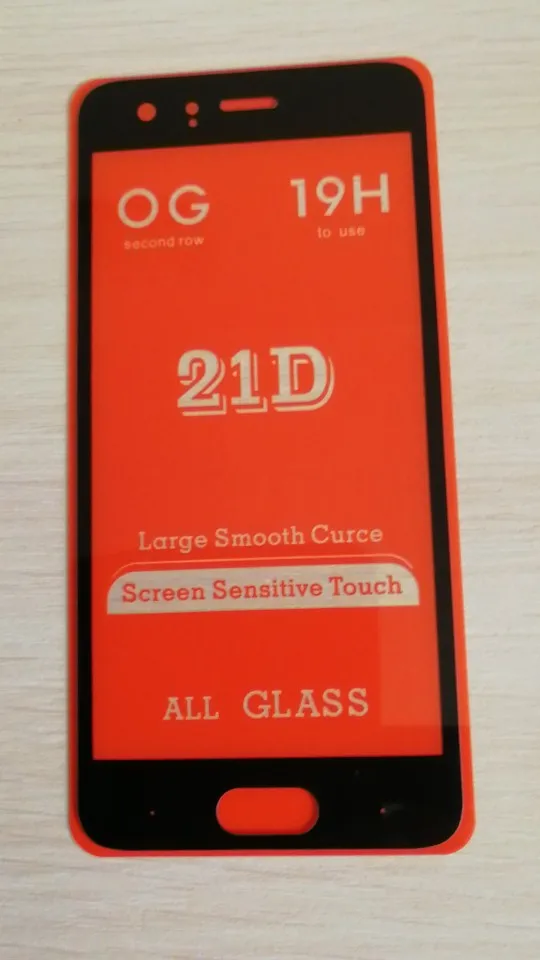 OG 19H
second row to use
21D
Large Smooth Curce
Screen Sensitive Touch
ALL GLASS